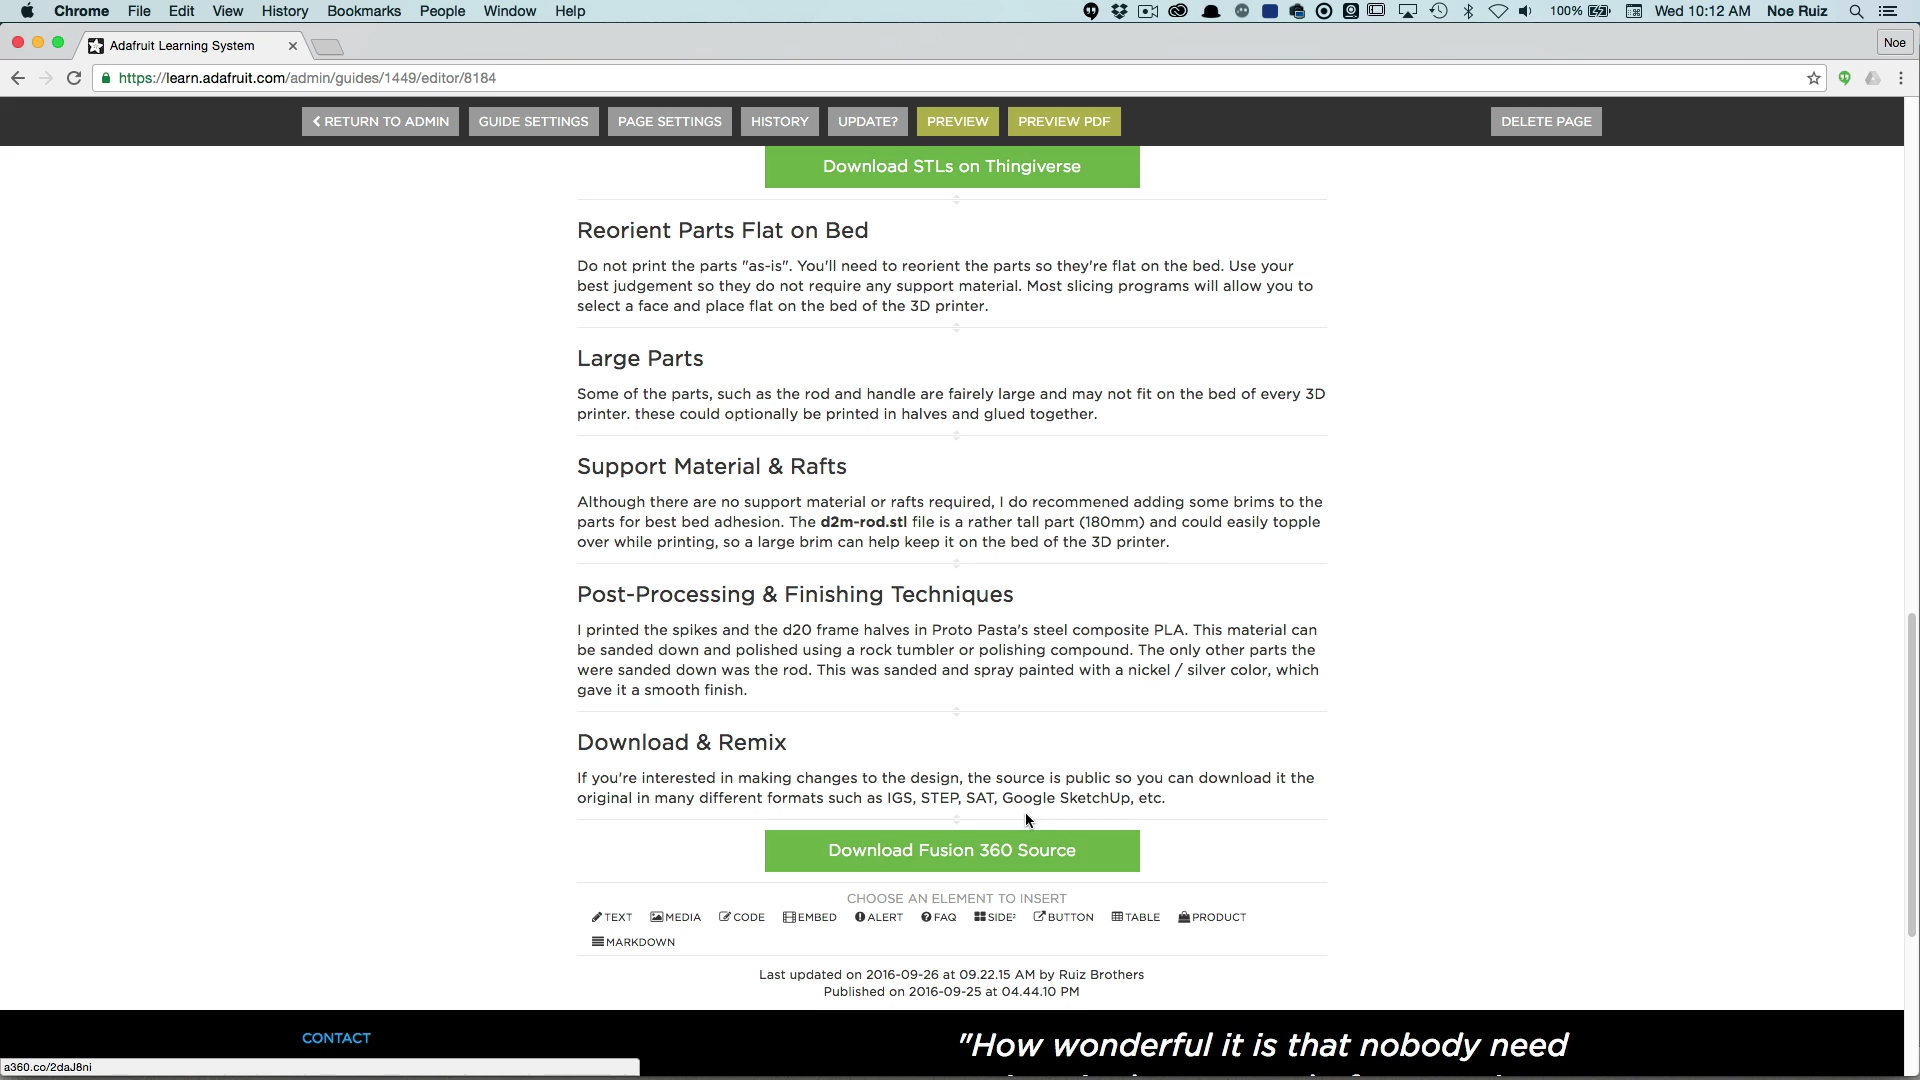 Chrome File Edit View History Bookmarks People Window Help 100% Wed 10:12 AM Noe Ruiz
Adafruit Learning System Noe
https://learn.adafruit.com/admin/guides/1449/editor/8184
RETURN TO ADMIN GUIDE SETTINGS PAGE SETTINGS HISTORY UPDATE? PREVIEW PREVIEW PDF DELETE PAGE
Download STLs on Thingiverse
Reorient Parts Flat on Bed
Do not print the parts "as-is". You'll need to reorient the parts so they're flat on the bed. Use your
best judgement so they do not require any support material. Most slicing programs will allow you to
select a face and place flat on the bed of the 3D printer.
Large Parts
Some of the parts, such as the rod and handle are fairely large and may not fit on the bed of every 3D
printer. these could optionally be printed in halves and glued together.
Support Material & Rafts
Although there are no support material or rafts required, I do recommened adding some brims to the
parts for best bed adhesion. The d2m-rod.stl file is a rather tall part (180mm) and could easily topple
over while printing, so a large brim can help keep it on the bed of the 3D printer.
Post-Processing & Finishing Techniques
I printed the spikes and the d20 frame halves in Proto Pasta's steel composite PLA. This material can
be sanded down and polished using a rock tumbler or polishing compound. The only other parts the
were sanded down was the rod. This was sanded and spray painted with a nickel / silver color, which
gave it a smooth finish.
Download & Remix
If you're interested in making changes to the design, the source is public so you can download it the
original in many different formats such as IGS, STEP, SAT, Google SketchUp, etc.
Download Fusion 360 Source
CHOOSE AN ELEMENT TO INSERT
TEXT MEDIA CODE EMBED ALERT FAQ SIDE² BUTTON TABLE PRODUCT
MARKDOWN
Last updated on 2016-09-26 at 09.22.15 AM by Ruiz Brothers
Published on 2016-09-25 at 04.44.10 PM
CONTACT
"How wonderful it is that nobody need
a360.co/2daJ8ni